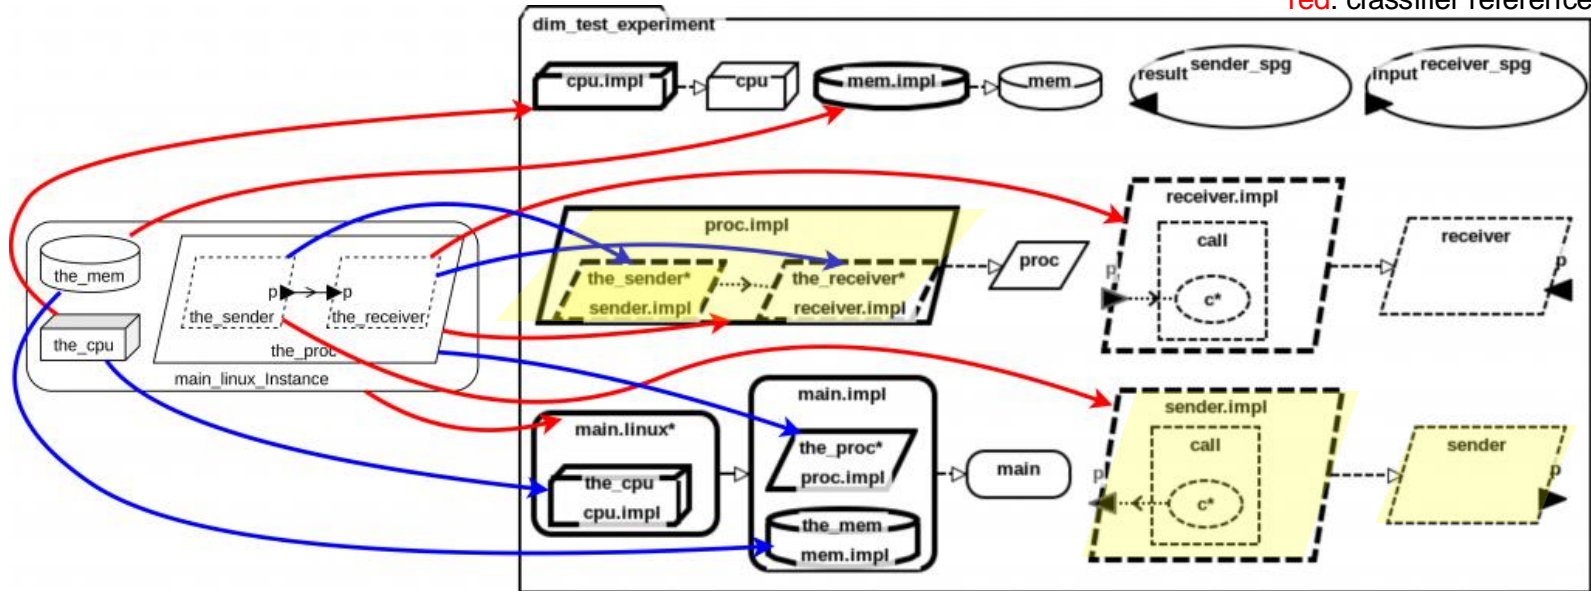 red: classifier reference
dim_test_experiment
cpu.impl
cpu
mem.impl
mem
result
sender_spg
input
receiver_spg
the_mem
the_cpu
p
p
the_sender
the_receiver
the_proc
main_linux_Instance
proc.impl
the_sender*
sender.impl
the_receiver*
receiver.impl
proc
receiver.impl
call
p
c*
receiver
p
main.linux*
the_cpu
cpu.impl
main.impl
the_proc*
proc.impl
the_mem
mem.impl
main
sender.impl
call
p
c*
sender
p